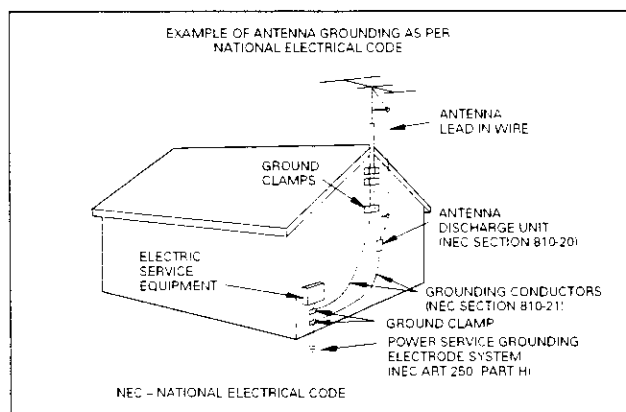 EXAMPLE OF ANTENNA GROUNDING AS PER
NATIONAL ELECTRICAL CODE
ANTENNA
LEAD IN WIRE
GROUND
CLAMPS
ANTENNA
DISCHARGE UNIT
(NEC SECTION 810-20)
ELECTRIC
SERVICE
EQUIPMENT
GROUNDING CONDUCTORS
(NEC SECTION 810-21)
GROUND CLAMP
POWER SERVICE GROUNDING
ELECTRODE SYSTEM
(NEC ART 250 PART H)
NEC – NATIONAL ELECTRICAL CODE